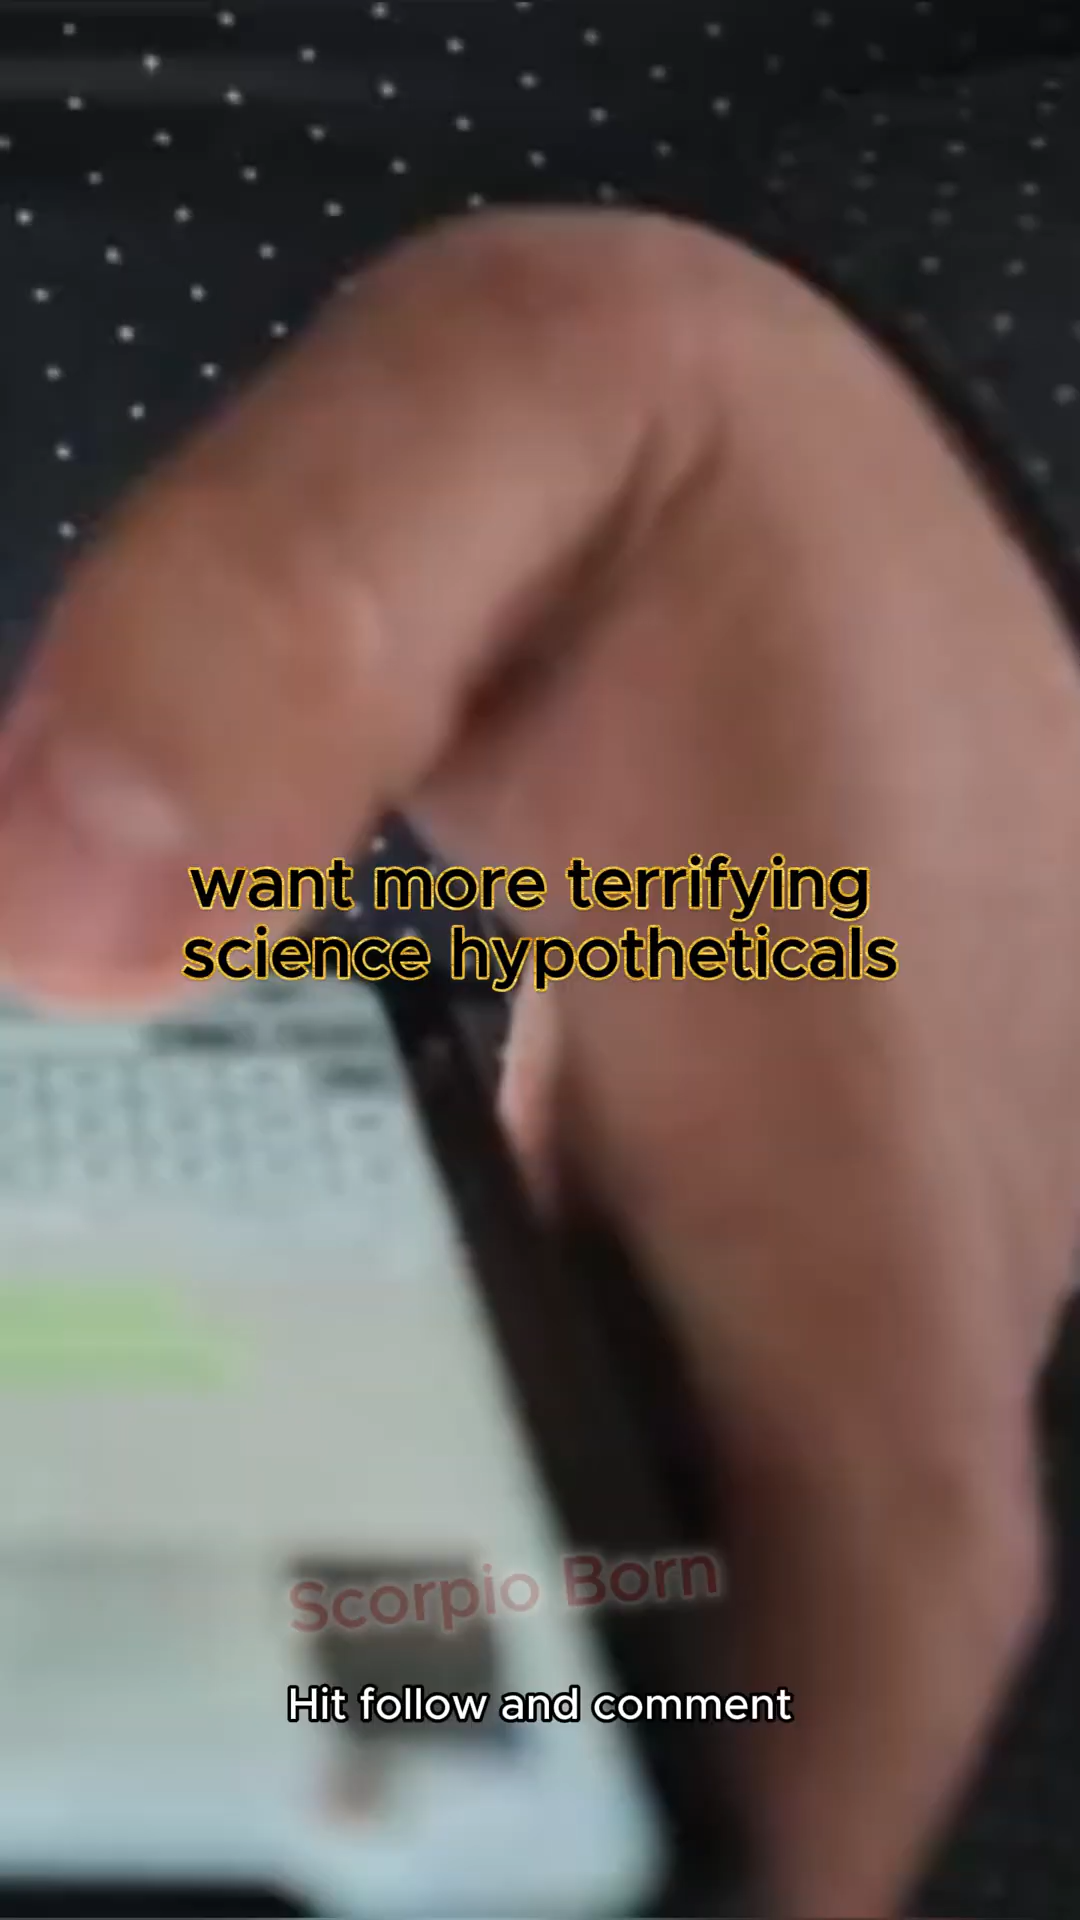 want more terrifying
science hypotheticals
Scorpio Born
Hit follow and comment